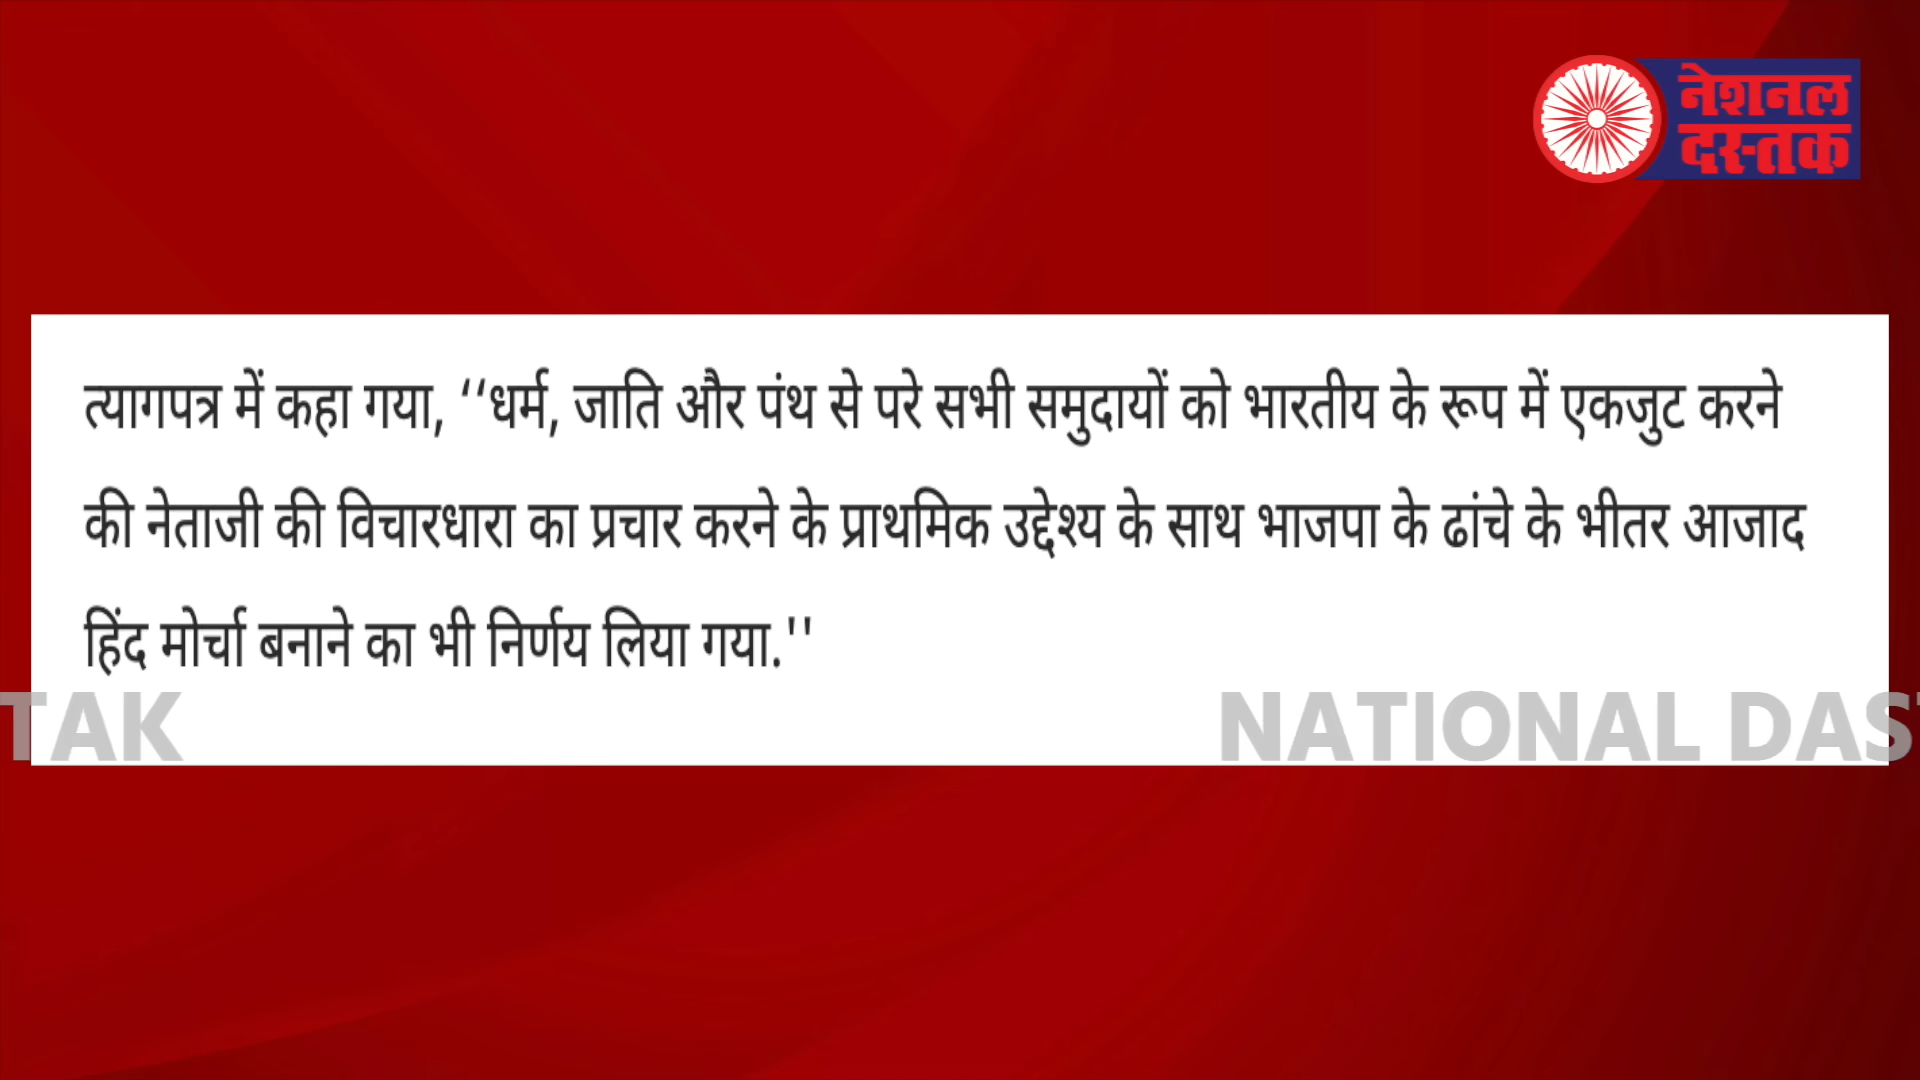 नेशनल
दस्तक
त्यागपत्र में कहा गया, ‘‘धर्म, जाति और पंथ से परे सभी समुदायों को भारतीय के रूप में एकजुट करने
की नेताजी की विचारधारा का प्रचार करने के प्राथमिक उद्देश्य के साथ भाजपा के ढांचे के भीतर आजाद
हिंद मोर्चा बनाने का भी निर्णय लिया गया.''
TAK NATIONAL DAST